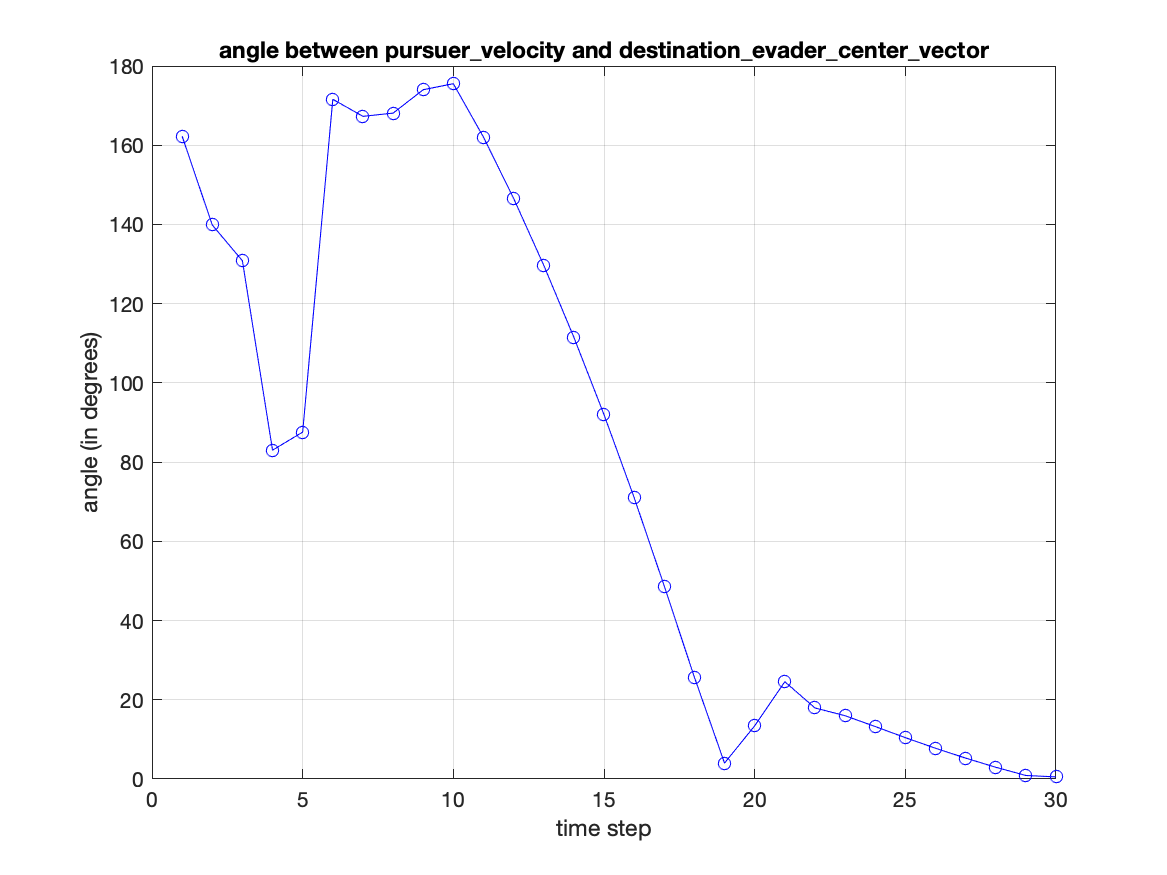 angle between pursuer_velocity and destination_evader_center_vector
180
160
140
120
100
80
60
40
20
0
angle (in degrees)
0 5 10 15 20 25 30
time step